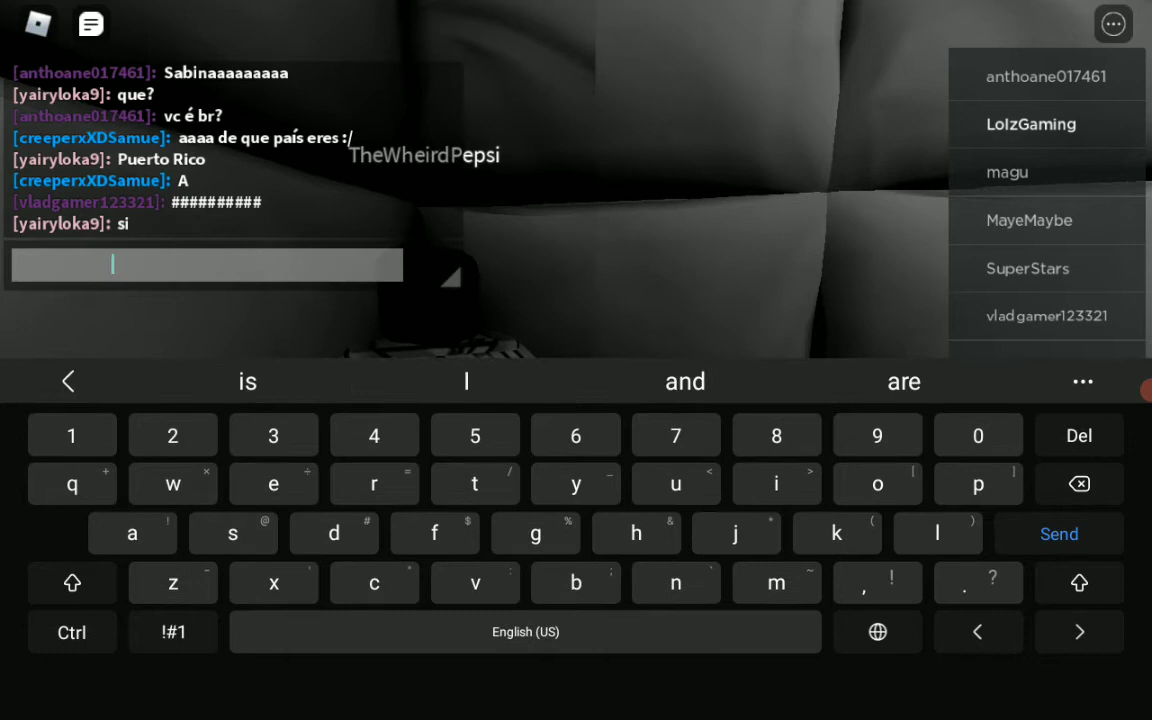 [anthoane017461]: Sabinaaaaaaaaa
[yairyloka9]: que?
[anthoane017461]: vc é br?
[creeperxXDSamue]: aaaa de que país eres :/
[yairyloka9]: Puerto Rico
[creeperxXDSamue]: A
[vladgamer123321]: ##########
[yairyloka9]: si
TheWheirdPepsi
anthoane017461
LolzGaming
magu
MayeMaybe
SuperStars
vladgamer123321
is I and are ...
1 2 3 4 5 6 7 8 9 0 Del
q + w × e ÷ r = t / y _ u < i > o [ p ]
a ! s @ d # f $ g % h & j * k ( l ) Send
z - x ' c " v : b ; n ` m ~ , ! . ?
Ctrl !#1 English (US) < >